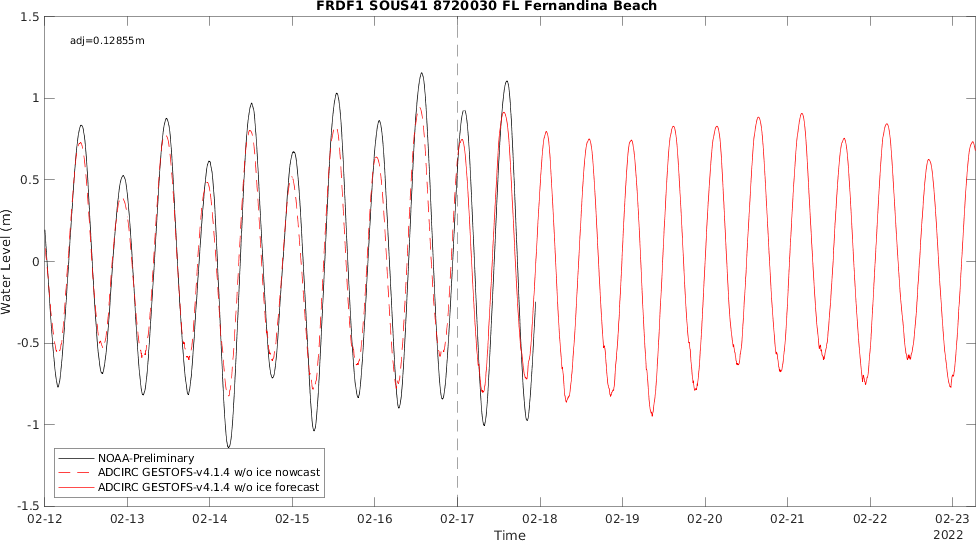 FRDF1 SOUS41 8720030 FL Fernandina Beach
adj=0.12855m
1.5
1
0.5
0
-0.5
-1
-1.5
Water Level (m)
NOAA-Preliminary
ADCIRC GESTOFS-v4.1.4 w/o ice nowcast
ADCIRC GESTOFS-v4.1.4 w/o ice forecast
02-12 02-13 02-14 02-15 02-16 02-17 02-18 02-19 02-20 02-21 02-22 02-23
2022
Time